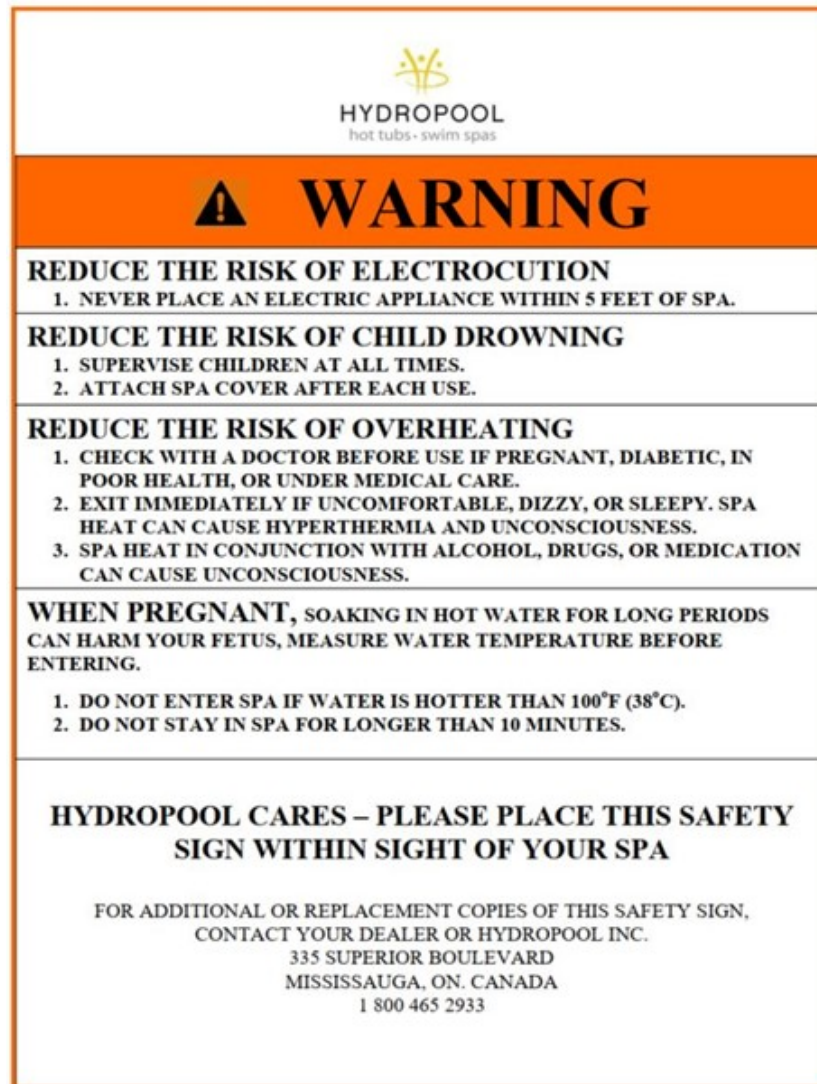 HYDROPOOL
hot tubs • swim spas
WARNING
REDUCE THE RISK OF ELECTROCUTION
1. NEVER PLACE AN ELECTRIC APPLIANCE WITHIN 5 FEET OF SPA.
REDUCE THE RISK OF CHILD DROWNING
1. SUPERVISE CHILDREN AT ALL TIMES.
2. ATTACH SPA COVER AFTER EACH USE.
REDUCE THE RISK OF OVERHEATING
1. CHECK WITH A DOCTOR BEFORE USE IF PREGNANT, DIABETIC, IN
POOR HEALTH, OR UNDER MEDICAL CARE.
2. EXIT IMMEDIATELY IF UNCOMFORTABLE, DIZZY, OR SLEEPY. SPA
HEAT CAN CAUSE HYPERTHERMIA AND UNCONSCIOUSNESS.
3. SPA HEAT IN CONJUNCTION WITH ALCOHOL, DRUGS, OR MEDICATION
CAN CAUSE UNCONSCIOUSNESS.
WHEN PREGNANT, SOAKING IN HOT WATER FOR LONG PERIODS
CAN HARM YOUR FETUS, MEASURE WATER TEMPERATURE BEFORE
ENTERING.
1. DO NOT ENTER SPA IF WATER IS HOTTER THAN 100°F (38°C).
2. DO NOT STAY IN SPA FOR LONGER THAN 10 MINUTES.
HYDROPOOL CARES – PLEASE PLACE THIS SAFETY
SIGN WITHIN SIGHT OF YOUR SPA
FOR ADDITIONAL OR REPLACEMENT COPIES OF THIS SAFETY SIGN,
CONTACT YOUR DEALER OR HYDROPOOL INC.
335 SUPERIOR BOULEVARD
MISSISSAUGA, ON. CANADA
1 800 465 2933